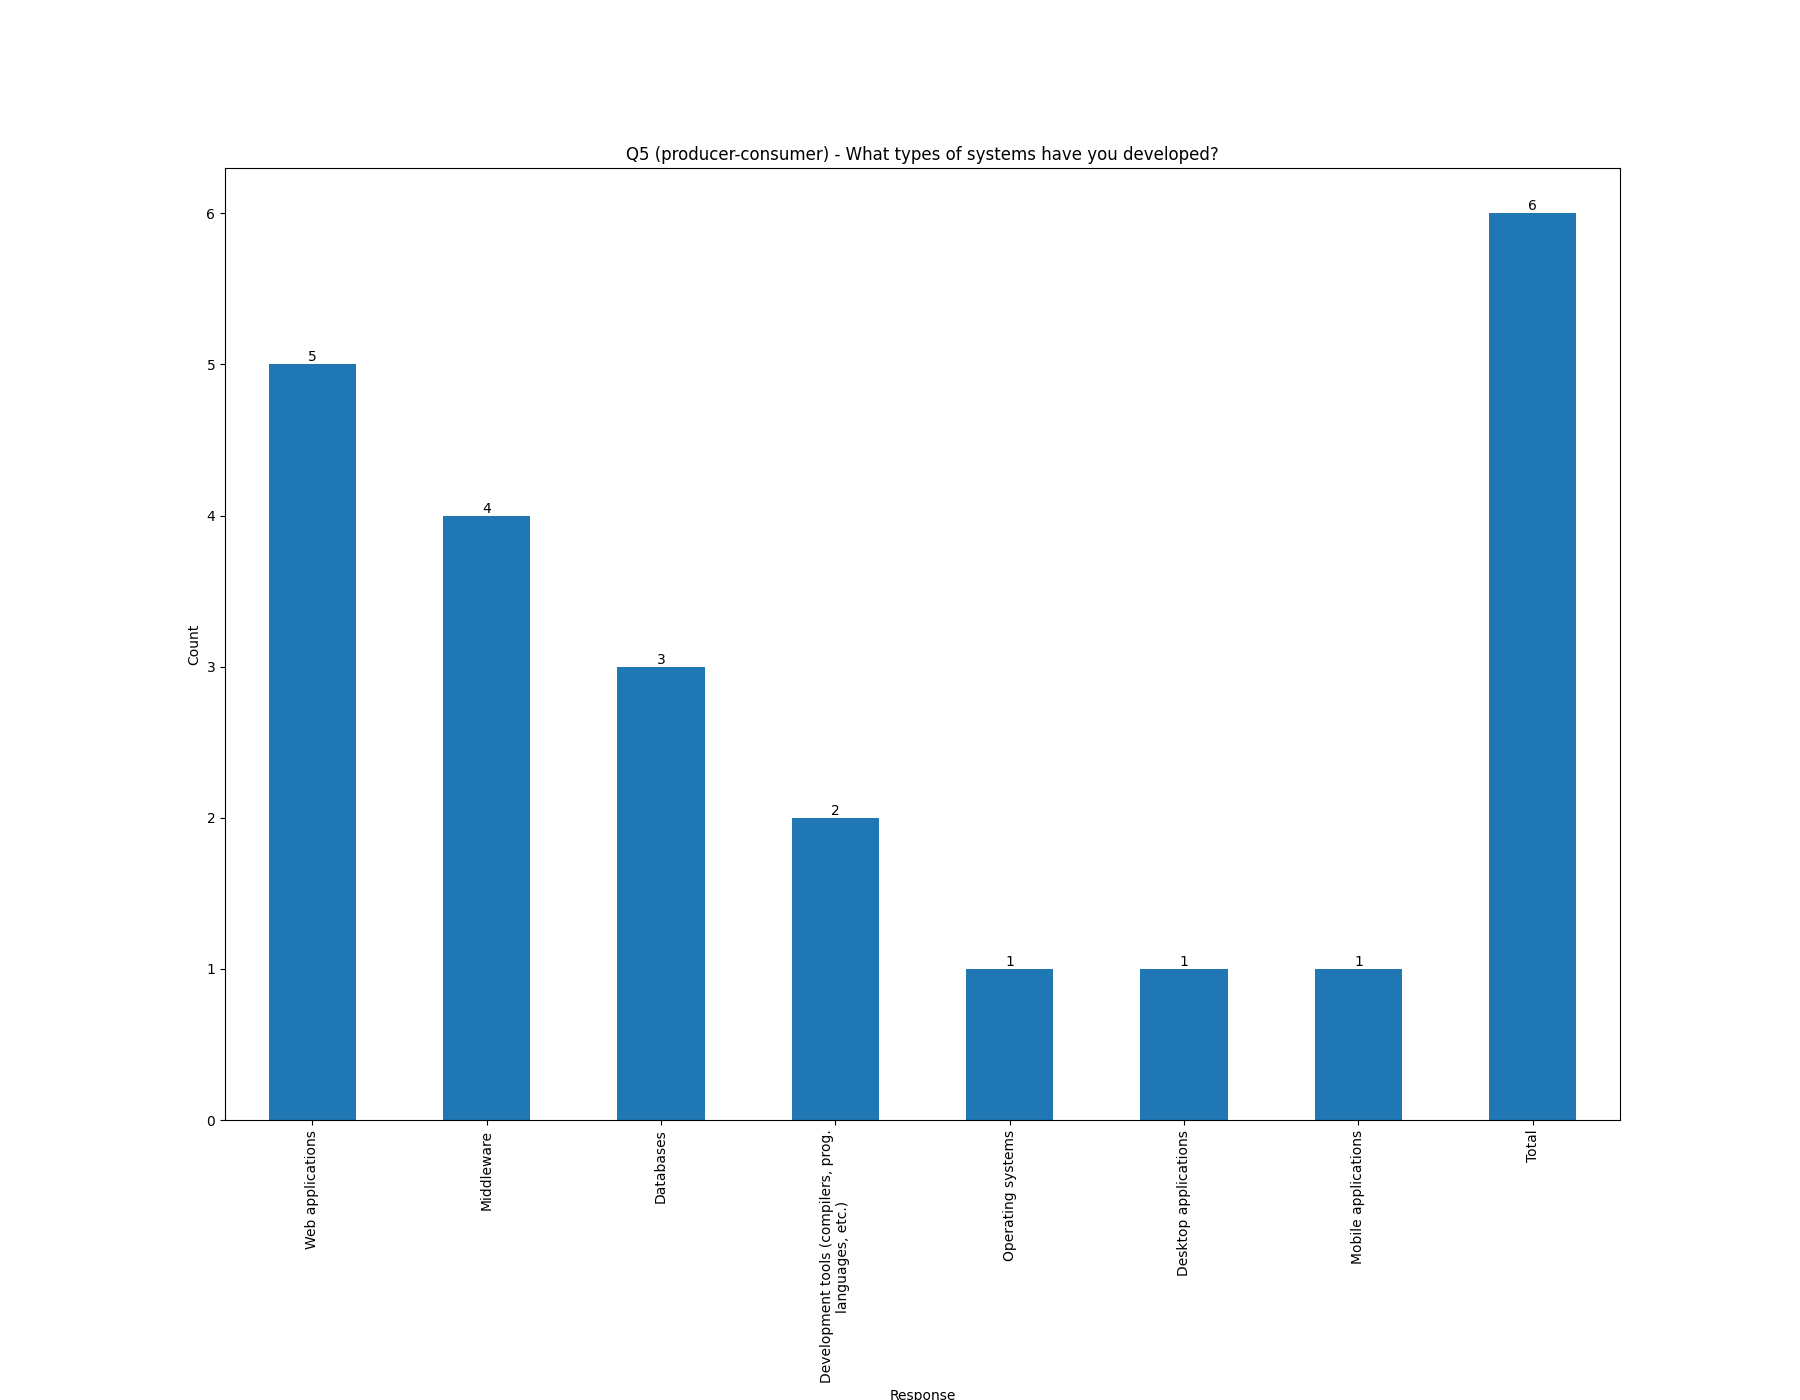 Q5 (producer-consumer) - What types of systems have you developed?
Count
6
5
4
3
2
1
0
5
4
3
2
1
1
1
6
Web applications
Middleware
Databases
Development tools (compilers, prog.
languages, etc.)
Operating systems
Desktop applications
Mobile applications
Total
Response